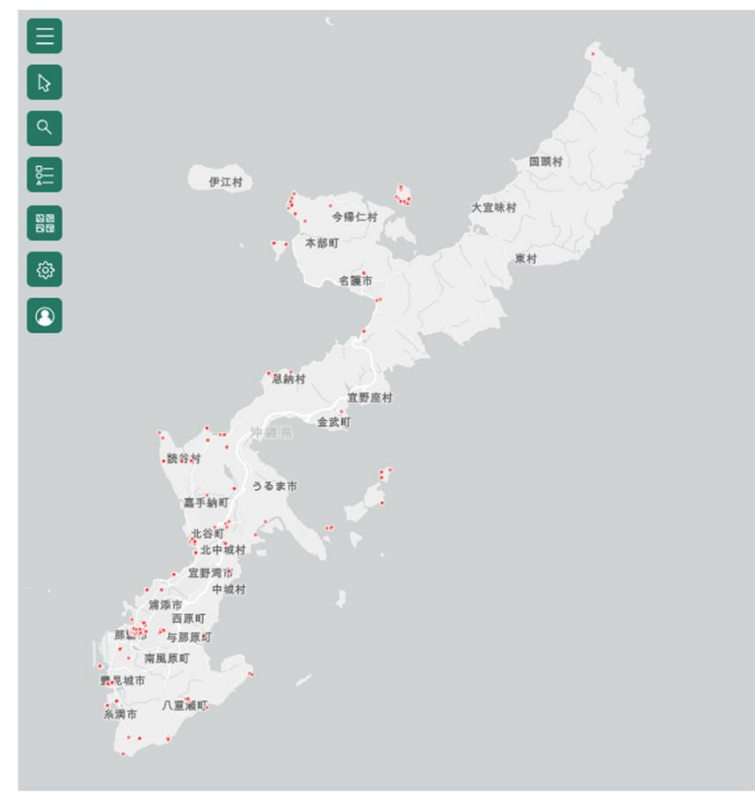 国頭村
伊江村
大宜味村
今帰仁村
本部町
東村
名護市
恩納村
宜野座村
金武町
沖縄県
読谷村
うるま市
嘉手納町
北谷町
北中城村
宜野湾市
中城村
浦添市
西原町
那覇市
与那原町
南風原町
豊見城市
八重瀬町
糸満市